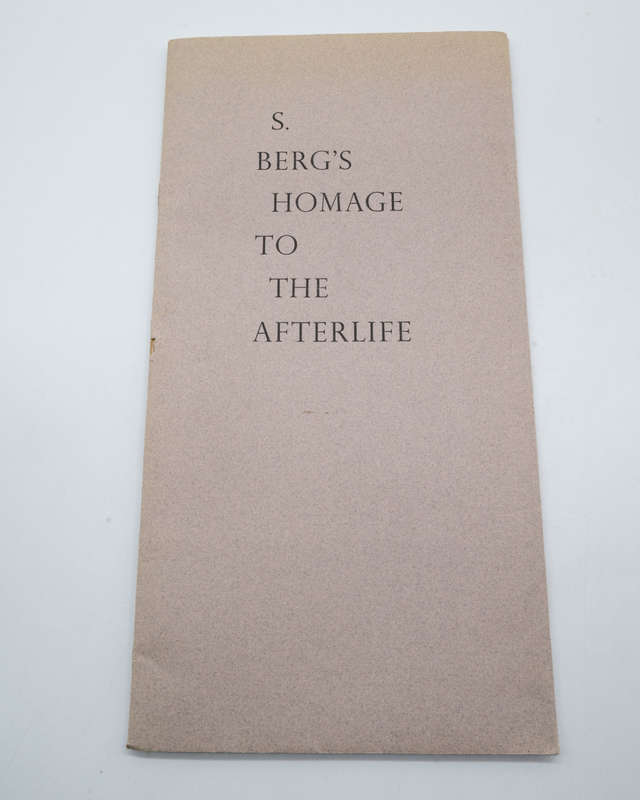 S.
BERG'S
HOMAGE
TO
THE
AFTERLIFE